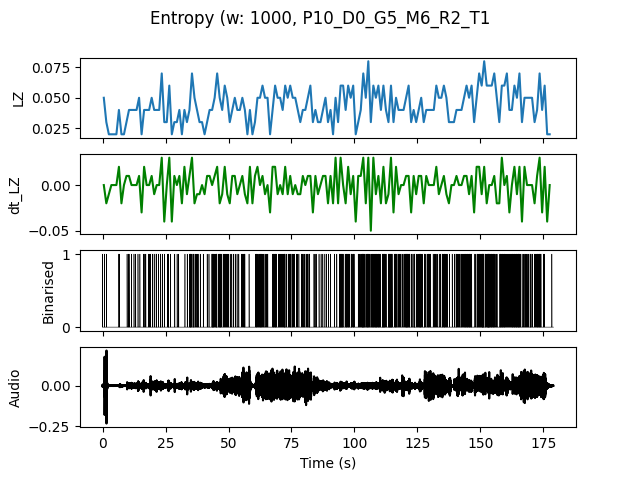 Entropy (w: 1000, P10_D0_G5_M6_R2_T1
LZ
0.075
0.050
0.025
dt_LZ
0.00
−0.05
Binarised
1
0
Audio
0.00
−0.25
0 25 50 75 100 125 150 175
Time (s)